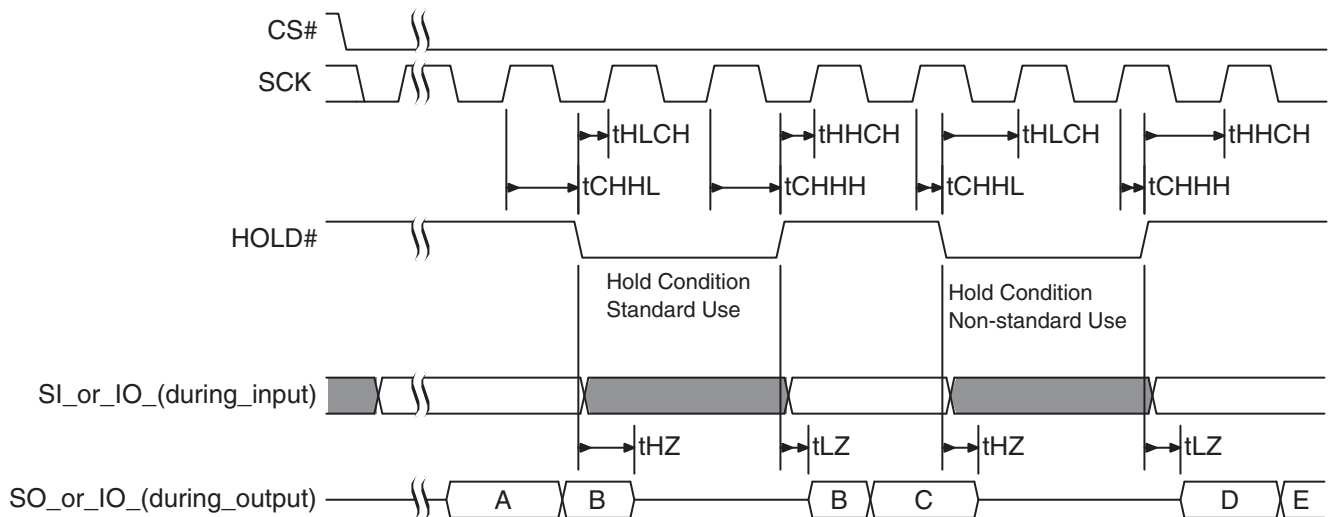 CS#
SCK
tHLCH tHHCH tHLCH tHHCH
tCHHL tCHHH tCHHL tCHHH
HOLD#
Hold Condition
Standard Use
Hold Condition
Non-standard Use
SI_or_IO_(during_input)
tHZ tLZ tHZ tLZ
SO_or_IO_(during_output) A B B C D E